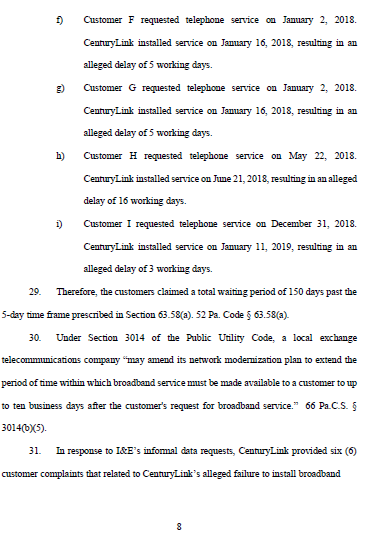 f) Customer F requested telephone service on January 2, 2018.
CenturyLink installed service on January 16, 2018, resulting in an
alleged delay of 5 working days.
g) Customer G requested telephone service on January 2, 2018.
CenturyLink installed service on January 16, 2018, resulting in an
alleged delay of 5 working days.
h) Customer H requested telephone service on May 22, 2018.
CenturyLink installed service on June 21, 2018, resulting in an alleged
delay of 16 working days.
i) Customer I requested telephone service on December 31, 2018.
CenturyLink installed service on January 11, 2019, resulting in an
alleged delay of 3 working days.
29. Therefore, the customers claimed a total waiting period of 150 days past the
5-day time frame prescribed in Section 63.58(a). 52 Pa. Code § 63.58(a).
30. Under Section 3014 of the Public Utility Code, a local exchange
telecommunications company "may amend its network modernization plan to extend the
period of time within which broadband service must be made available to a customer to up
to ten business days after the customer's request for broadband service." 66 Pa.C.S. §
3014(b)(5).
31. In response to I&E's informal data requests, CenturyLink provided six (6)
customer complaints that related to CenturyLink's alleged failure to install broadband
8